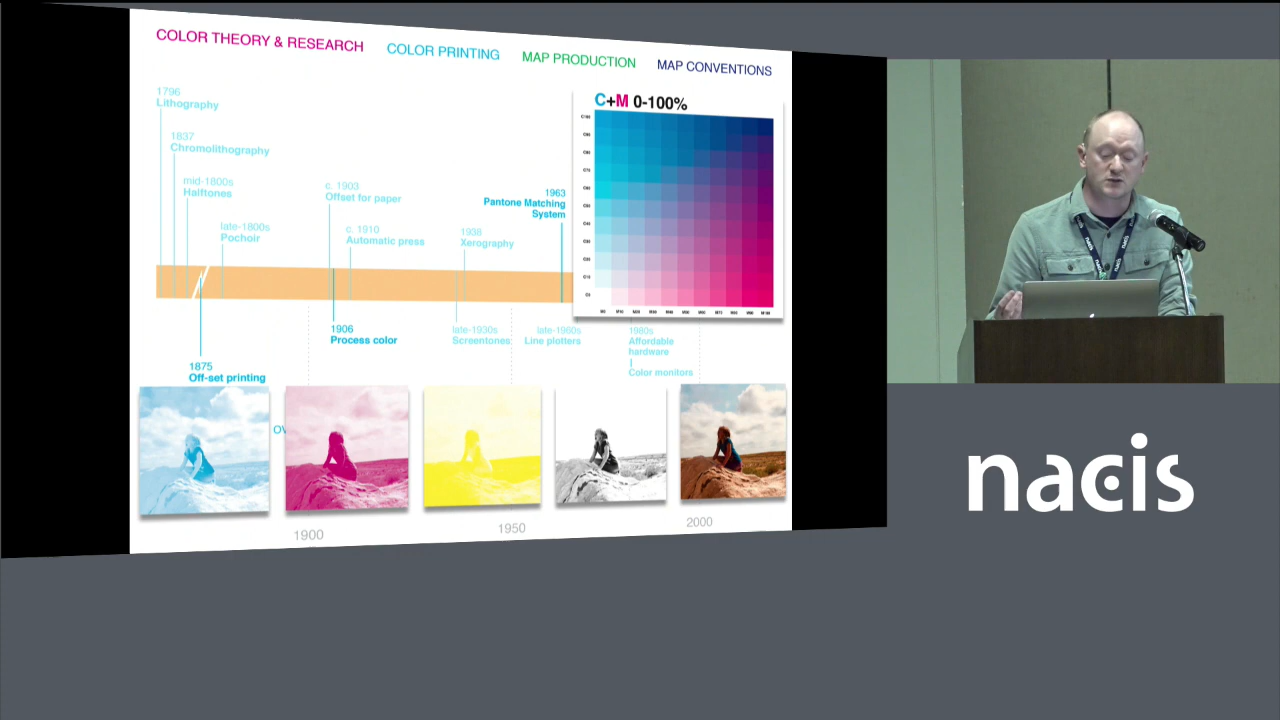 COLOR THEORY & RESEARCH
COLOR PRINTING
MAP PRODUCTION
MAP CONVENTIONS
1796
Lithography
1837
Chromolithography
mid-1800s
Halftones
late-1800s
Pochoir
c. 1903
Offset for paper
c. 1910
Automatic press
1938
Xerography
1963
Pantone Matching
System
C+M 0-100%
1875
Off-set printing
1906
Process color
late-1930s
Screentones
late-1960s
Line plotters
1980s
Affordable
hardware
Color monitors
OV
1900
1950
2000
nacis